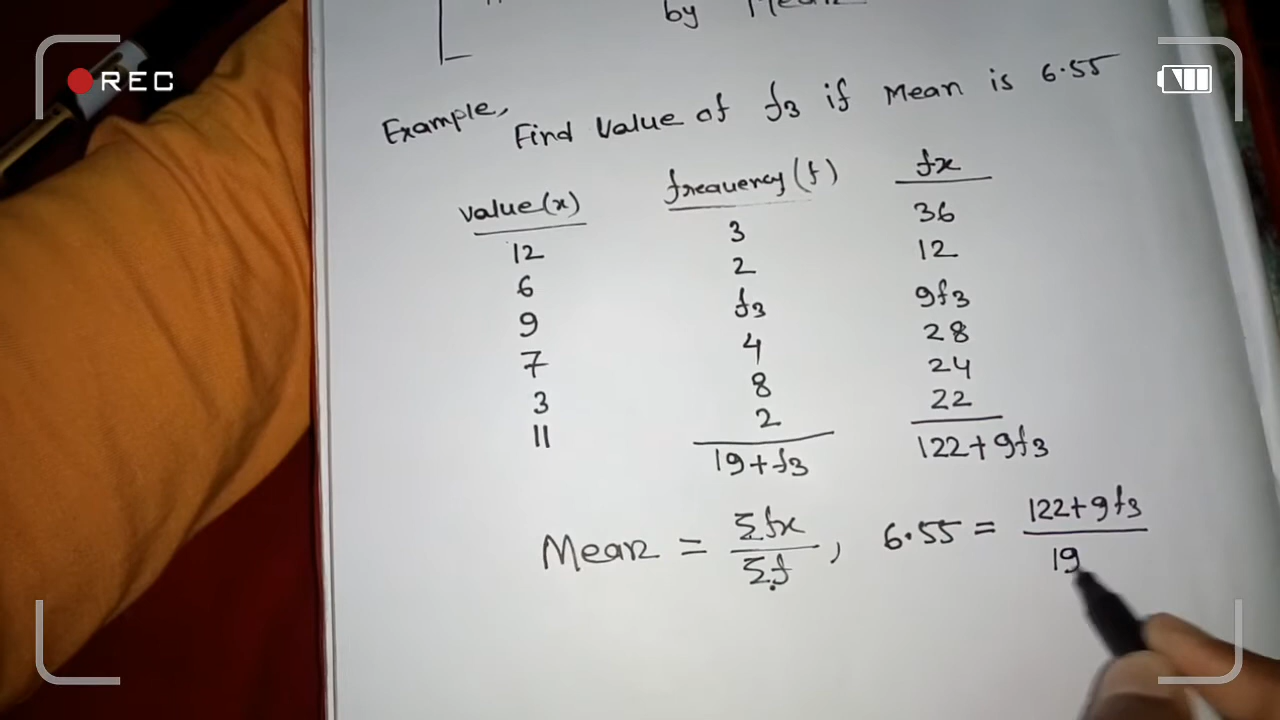 by Mean
REC
Example, Find value of f3 if Mean is 6.55
value(x) frequency(f) fx
12 3 36
6 2 12
9 f3 9f3
7 4 28
3 8 24
11 2 22
19+f3 122+9f3
Mean = Σfx / Σf , 6.55 = 122+9f3 / 19